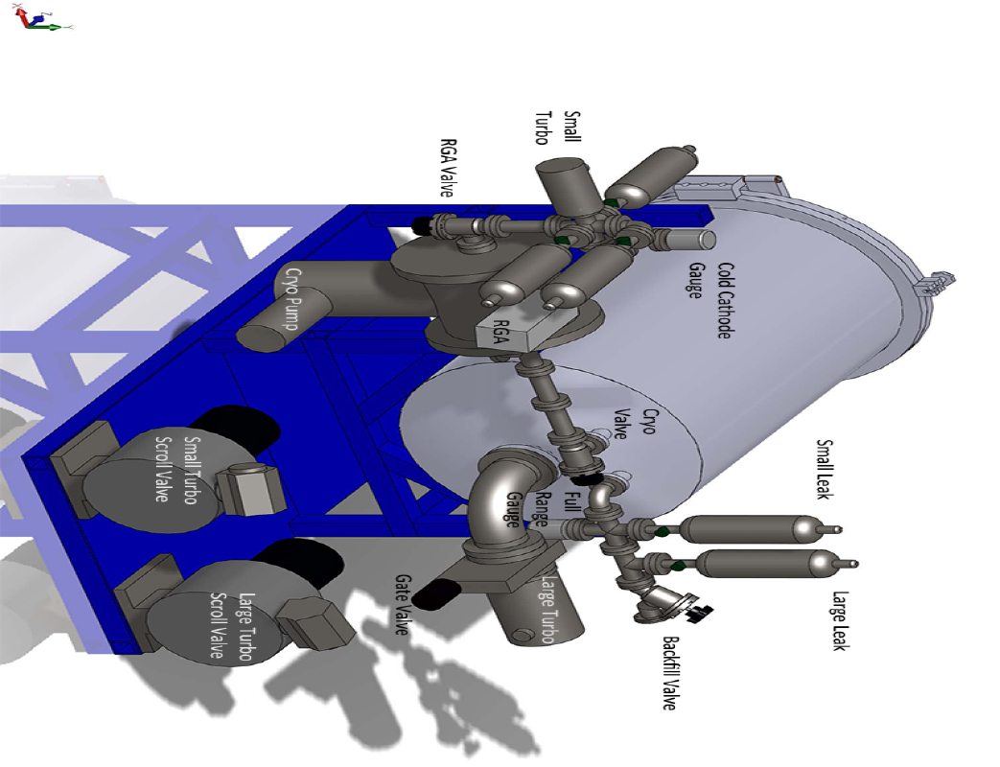 Large Leak
Small Leak
Cold Cathode
Gauge
Backfill Valve
Cryo
Valve
Small
Turbo
Full
Range
Gauge
Large Turbo
RGA
RGA Valve
Gate Valve
Cryo Pump
Large Turbo
Scroll Valve
Small Turbo
Scroll Valve
Y
Z
X